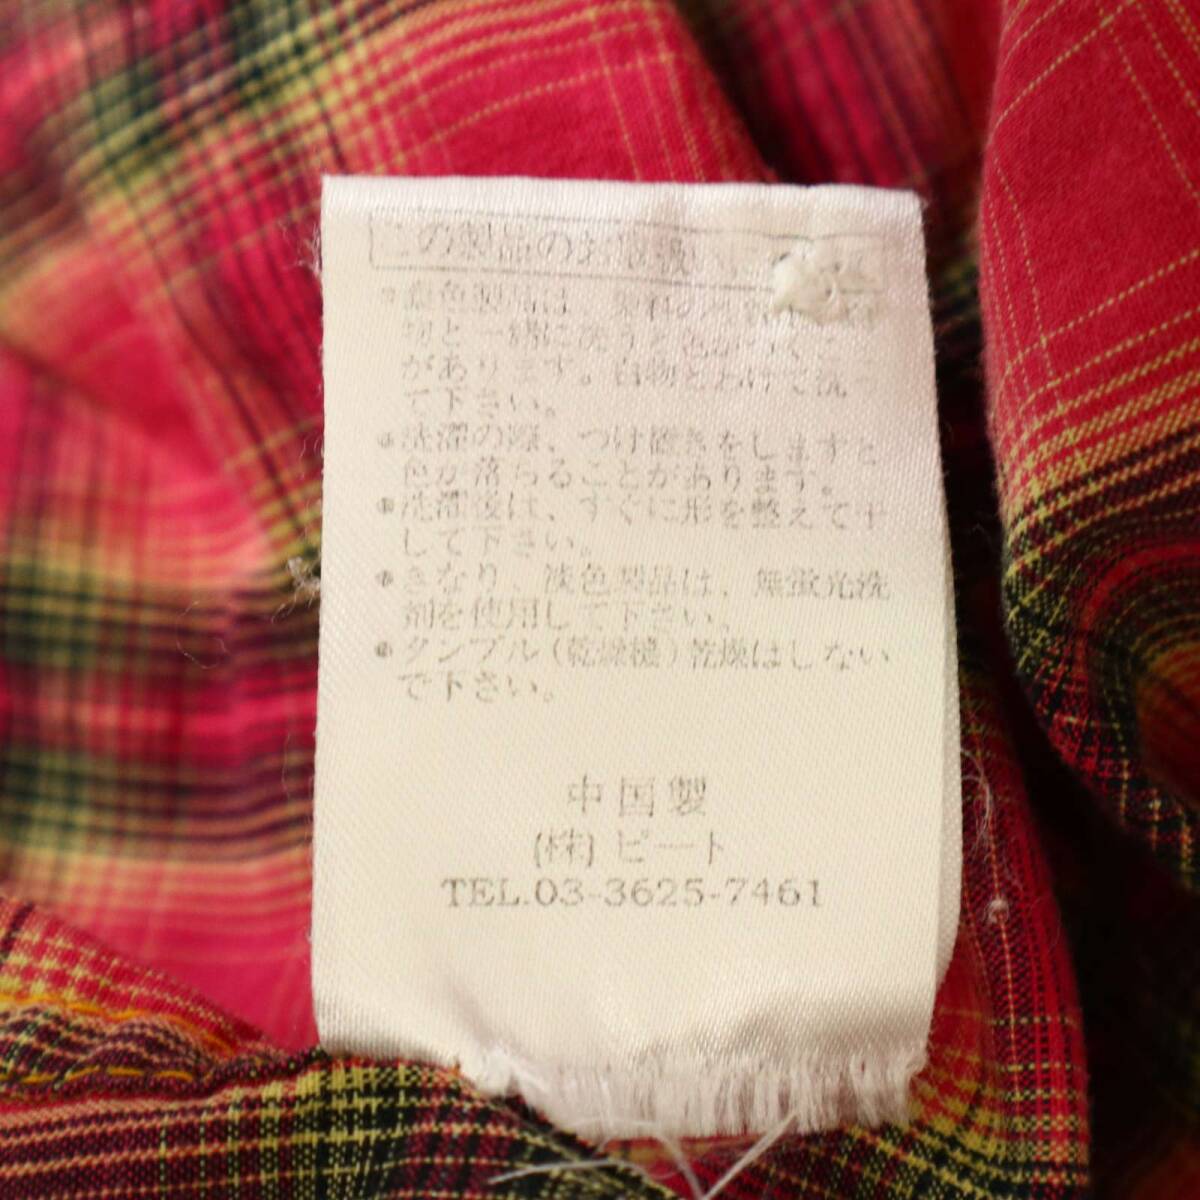 この製品のお取扱
濃色製品は、染料の
物と一緒に洗うと色がつくこ
があります。白物とわけて洗っ
て下さい。
洗濯の際、つけ置きをしますと
色が落ちることがあります。
洗濯後は、すぐに形を整えて干
して下さい。
きなり、淡色製品は、無蛍光洗
剤を使用して下さい。
タンブル(乾燥機)乾燥はしない
で下さい。
中国製
(株)ピート
TEL.03-3625-7461